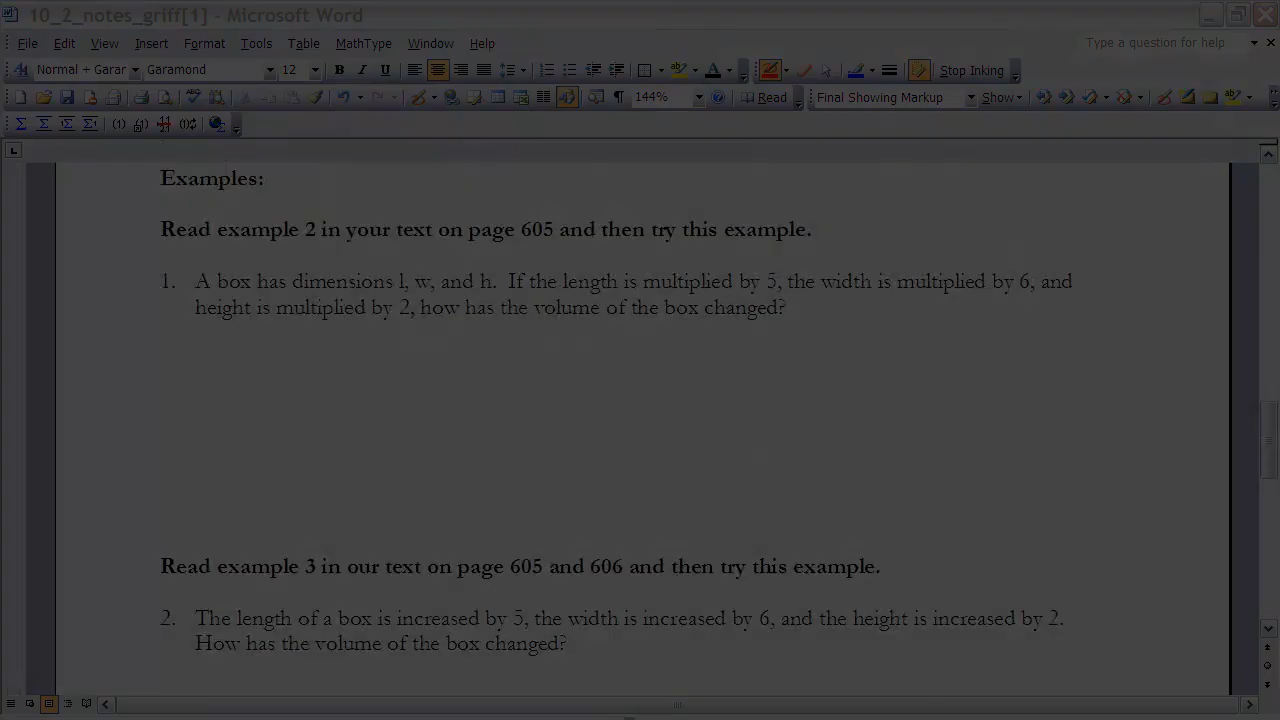 10_2_notes_griff[1] - Microsoft Word
File Edit View Insert Format Tools Table MathType Window Help
Type a question for help
Normal + Garar Garamond 12 B I U Stop Inking
144% Read Final Showing Markup Show
Examples:
Read example 2 in your text on page 605 and then try this example.
1. A box has dimensions l, w, and h. If the length is multiplied by 5, the width is multiplied by 6, and
height is multiplied by 2, how has the volume of the box changed?
Read example 3 in our text on page 605 and 606 and then try this example.
2. The length of a box is increased by 5, the width is increased by 6, and the height is increased by 2.
How has the volume of the box changed?